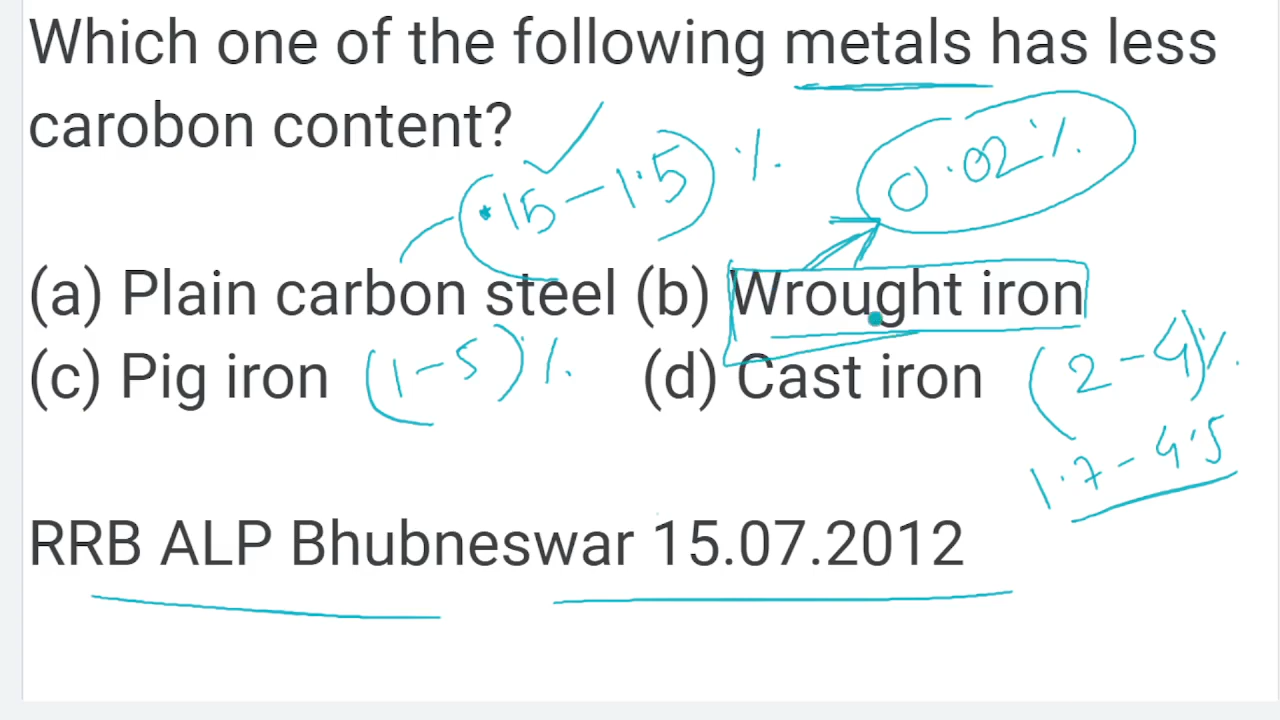 Which one of the following metals has less
carobon content?
.15 - 1.5 %
0.02%
(a) Plain carbon steel (b) Wrought iron
(c) Pig iron (1-5)% (d) Cast iron (2-4)%
1.7-4.5
RRB ALP Bhubneswar 15.07.2012